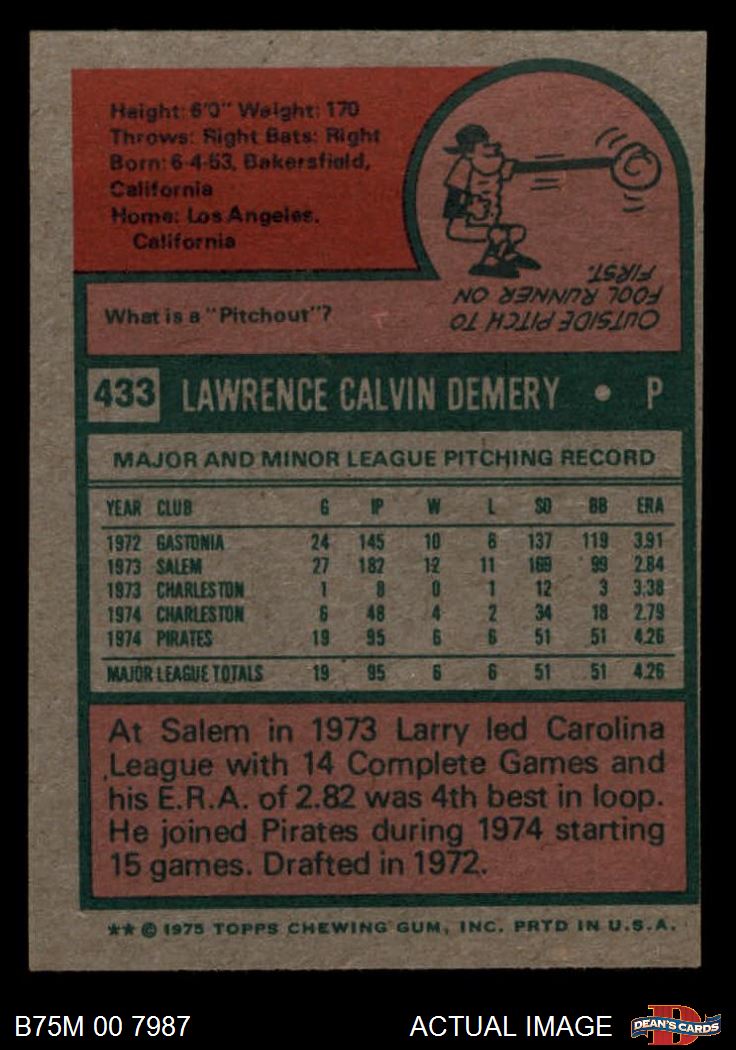 Height: 6'0" Weight: 170
Throws: Right Bats: Right
Born: 6-4-53, Bakersfield,
California
Home: Los Angeles,
California
What is a "Pitchout"?
OUTSIDE PITCH TO
FOOL RUNNER ON
FIRST.
433 LAWRENCE CALVIN DEMERY • P
MAJOR AND MINOR LEAGUE PITCHING RECORD
YEAR CLUB G IP W L SO BB ERA
1972 GASTONIA 24 145 10 6 137 119 3.91
1973 SALEM 27 182 12 11 169 99 2.84
1973 CHARLESTON 1 8 0 1 12 3 3.38
1974 CHARLESTON 6 48 4 2 34 18 2.79
1974 PIRATES 19 95 6 6 51 51 4.26
MAJOR LEAGUE TOTALS 19 95 6 6 51 51 4.26
At Salem in 1973 Larry led Carolina
League with 14 Complete Games and
his E.R.A. of 2.82 was 4th best in loop.
He joined Pirates during 1974 starting
15 games. Drafted in 1972.
** © 1975 TOPPS CHEWING GUM, INC. PRTD IN U.S.A.
B75M 00 7987 ACTUAL IMAGE DEAN'S CARDS